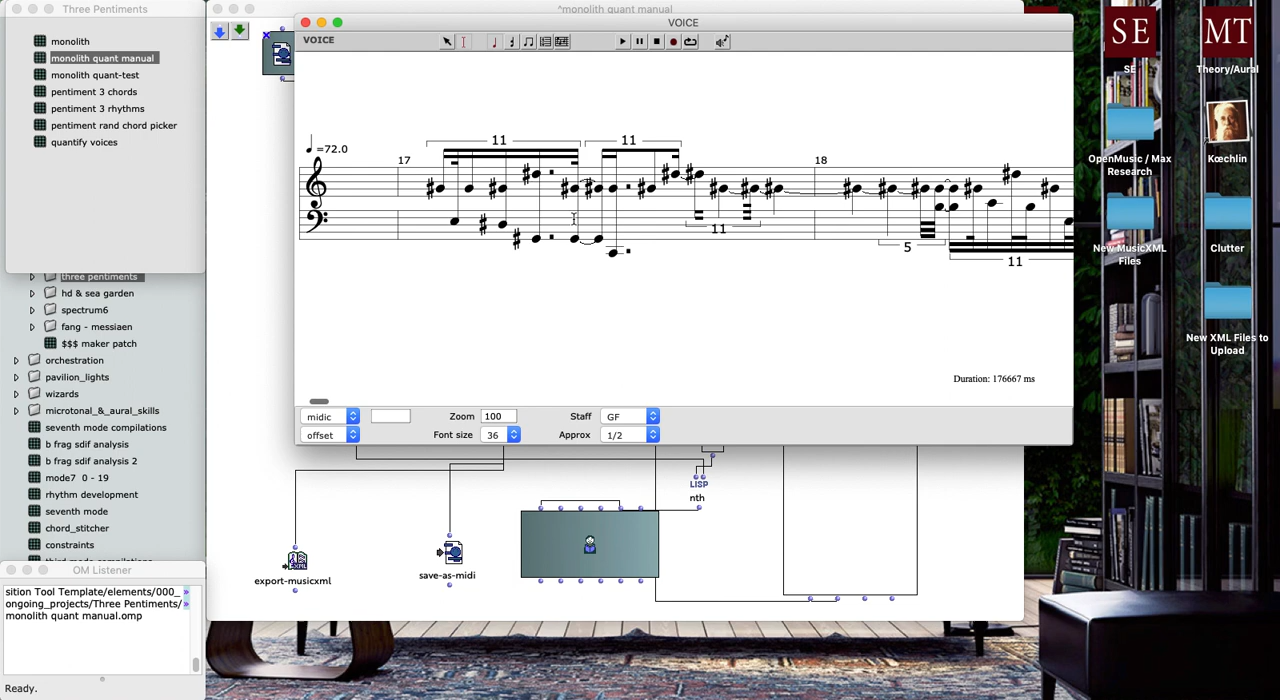 Three Pentiments
monolith
monolith quant manual
monolith quant-test
pentiment 3 chords
pentiment 3 rhythms
pentiment rand chord picker
quantify voices
three pentiments
hd & sea garden
spectrum6
fang - messiaen
$$$ maker patch
orchestration
pavilion_lights
wizards
microtonal_&_aural_skills
seventh mode compilations
b frag sdif analysis
b frag sdif analysis 2
mode7 0 - 19
rhythm development
seventh mode
chord_stitcher
constraints
OM Listener
sition Tool Template/elements/000_
ongoing_projects/Three Pentiments/
monolith quant manual.omp
Ready.
^monolith quant manual
VOICE
VOICE
=72.0
17
11
11
11
18
5
11
Duration: 176667 ms
midic
Zoom
100
Staff
GF
offset
Font size
36
Approx
1/2
LISP
nth
export-musicxml
save-as-midi
SE
SE
MT
Theory/Aural
OpenMusic / Max
Research
Kœchlin
New MusicXML
Files
Clutter
New XML Files to
Upload